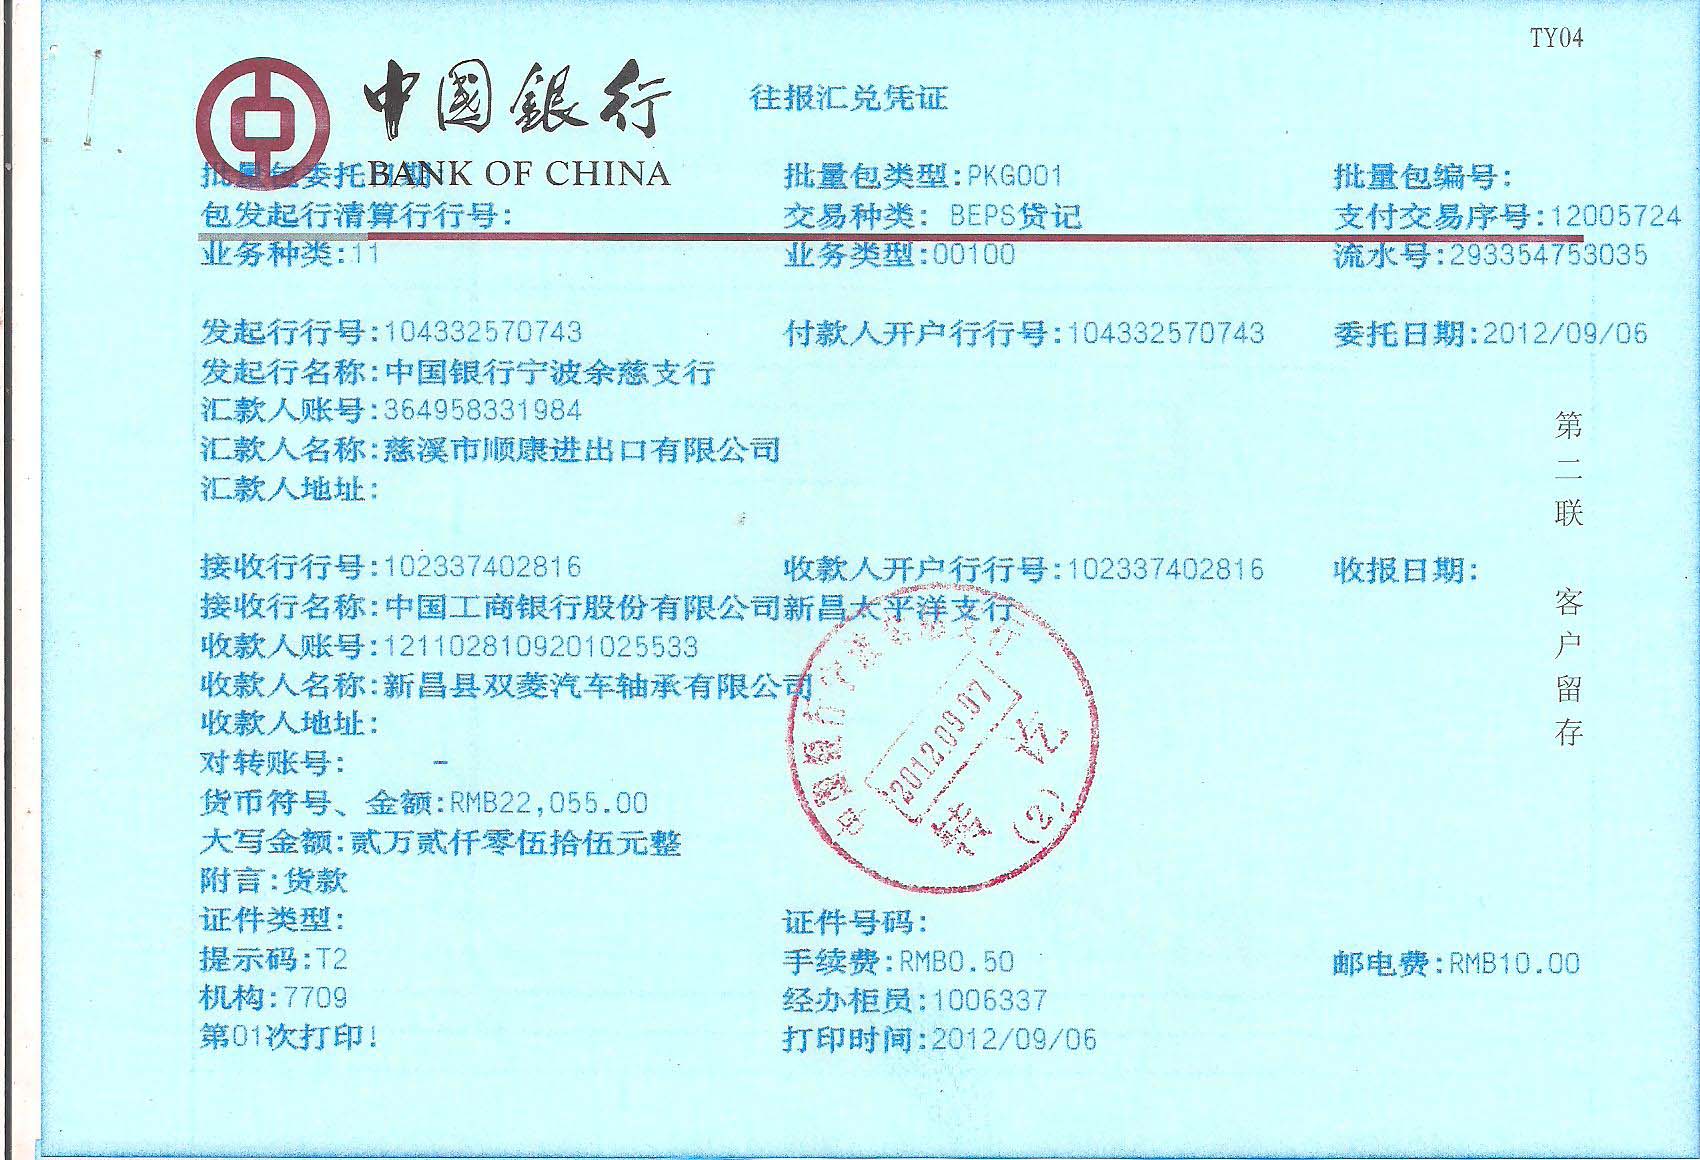 TY04
中國銀行 往报汇兑凭证
BANK OF CHINA
批量包委托日期 批量包类型:PKG001 批量包编号:
包发起行清算行行号: 交易种类: BEPS贷记 支付交易序号:12005724
业务种类:11 业务类型:00100 流水号:293354753035
发起行行号:104332570743 付款人开户行行号:104332570743 委托日期:2012/09/06
发起行名称:中国银行宁波余慈支行
汇款人账号:364958331984
汇款人名称:慈溪市顺康进出口有限公司
汇款人地址:
接收行行号:102337402816 收款人开户行行号:102337402816 收报日期:
接收行名称:中国工商银行股份有限公司新昌太平洋支行
收款人账号:1211028109201025533
收款人名称:新昌县双菱汽车轴承有限公司
收款人地址:
对转账号: -
货币符号、金额:RMB22,055.00
大写金额:贰万贰仟零伍拾伍元整
附言:货款
证件类型: 证件号码:
提示码:T2 手续费:RMB0.50 邮电费:RMB10.00
机构:7709 经办柜员:1006337
第01次打印! 打印时间:2012/09/06
第二联 客户留存
2012.09.07
转讫
(2)